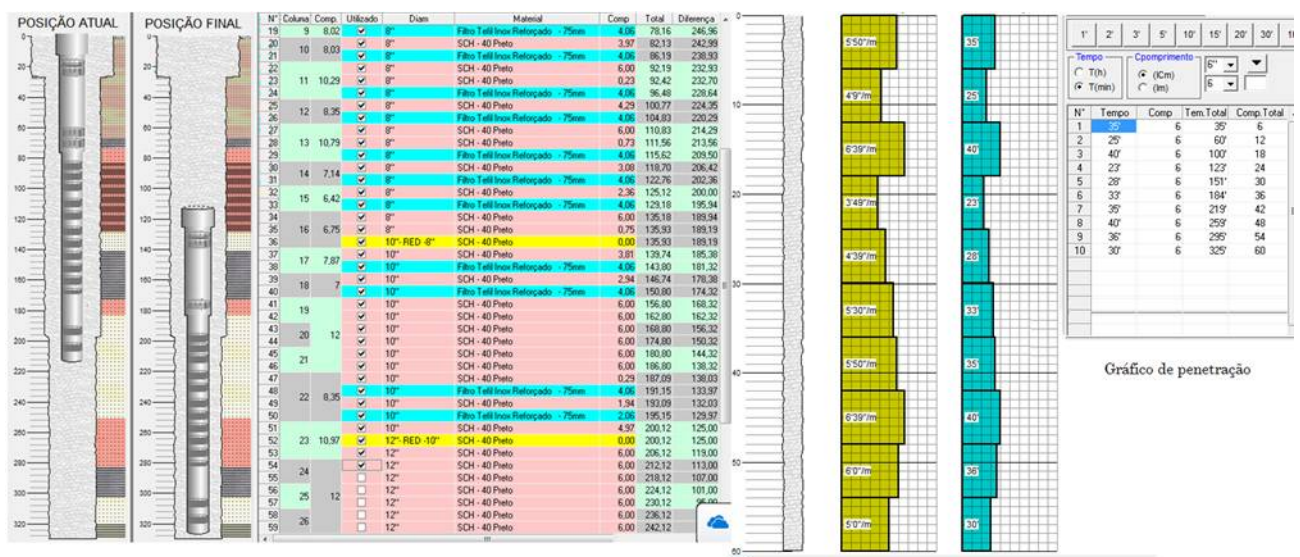 POSIÇÃO ATUAL
POSIÇÃO FINAL
20
40
60
80
100
120
140
160
180
200
220
240
260
280
300
320
Nº Coluna Comp. Utilizado Diam Material Comp Total Diferença
19 9 8,02 8" Filtro Tefil Inox Reforçado - 75mm 4,06 78,16 246,96
20 10 8,03 8" SCH - 40 Preto 3,97 82,13 242,99
21 8" Filtro Tefil Inox Reforçado - 75mm 4,06 86,19 238,93
22 11 10,29 8" SCH - 40 Preto 6,00 92,19 232,93
23 8" SCH - 40 Preto 0,23 92,42 232,70
24 8" Filtro Tefil Inox Reforçado - 75mm 4,06 96,48 228,64
25 12 8,35 8" SCH - 40 Preto 4,29 100,77 224,35
26 8" Filtro Tefil Inox Reforçado - 75mm 4,06 104,83 220,29
27 13 10,79 8" SCH - 40 Preto 6,00 110,83 214,29
28 8" SCH - 40 Preto 0,73 111,56 213,56
29 8" Filtro Tefil Inox Reforçado - 75mm 4,06 115,62 209,50
30 14 7,14 8" SCH - 40 Preto 3,08 118,70 206,42
31 8" Filtro Tefil Inox Reforçado - 75mm 4,06 122,76 202,36
32 15 6,42 8" SCH - 40 Preto 2,36 125,12 200,00
33 8" Filtro Tefil Inox Reforçado - 75mm 4,06 129,18 195,94
34 16 6,75 8" SCH - 40 Preto 6,00 135,18 189,94
35 8" SCH - 40 Preto 0,75 135,93 189,19
36 10"- RED -8" SCH - 40 Preto 0,00 135,93 189,19
37 17 7,87 10" SCH - 40 Preto 3,81 139,74 185,38
38 10" Filtro Tefil Inox Reforçado - 75mm 4,06 143,80 181,32
39 18 7 10" SCH - 40 Preto 2,94 146,74 178,38
40 10" Filtro Tefil Inox Reforçado - 75mm 4,06 150,80 174,32
41 19 10" SCH - 40 Preto 6,00 156,80 168,32
42 10" SCH - 40 Preto 6,00 162,80 162,32
43 20 12 10" SCH - 40 Preto 6,00 168,80 156,32
44 10" SCH - 40 Preto 6,00 174,80 150,32
45 21 10" SCH - 40 Preto 6,00 180,80 144,32
46 10" SCH - 40 Preto 6,00 186,80 138,32
47 22 8,35 10" SCH - 40 Preto 0,29 187,09 138,03
48 10" Filtro Tefil Inox Reforçado - 75mm 4,06 191,15 133,97
49 10" SCH - 40 Preto 1,94 193,09 132,03
50 10" Filtro Tefil Inox Reforçado - 75mm 2,06 195,15 129,97
51 23 10,97 10" SCH - 40 Preto 4,97 200,12 125,00
52 12"- RED -10" SCH - 40 Preto 0,00 200,12 125,00
53 12" SCH - 40 Preto 6,00 206,12 119,00
54 24 12" SCH - 40 Preto 6,00 212,12 113,00
55 12" SCH - 40 Preto 6,00 218,12 107,00
56 25 12 12" SCH - 40 Preto 6,00 224,12 101,00
57 12" SCH - 40 Preto 6,00 230,12 95,00
58 26 12" SCH - 40 Preto 6,00 236,12
59 12" SCH - 40 Preto 6,00 242,12
0
10
20
30
40
50
60
5'50"/m
4'9"/m
6'39"/m
3'49"/m
4'39"/m
5'30"/m
5'50"/m
6'39"/m
6'0"/m
5'0"/m
35'
25'
40'
23'
28'
33'
35'
40'
36'
30'
1' 2' 3' 5' 10' 15' 20' 30'
Tempo Cpomprimento
T(h)
T(min)
(lCm)
(lm)
6"
6
Nº Tempo Comp Tem.Total Comp.Total
1 35' 6 35' 6
2 25' 6 60' 12
3 40' 6 100' 18
4 23' 6 123' 24
5 28' 6 151' 30
6 33' 6 184' 36
7 35' 6 219' 42
8 40' 6 259' 48
9 36' 6 295' 54
10 30' 6 325' 60
Gráfico de penetração